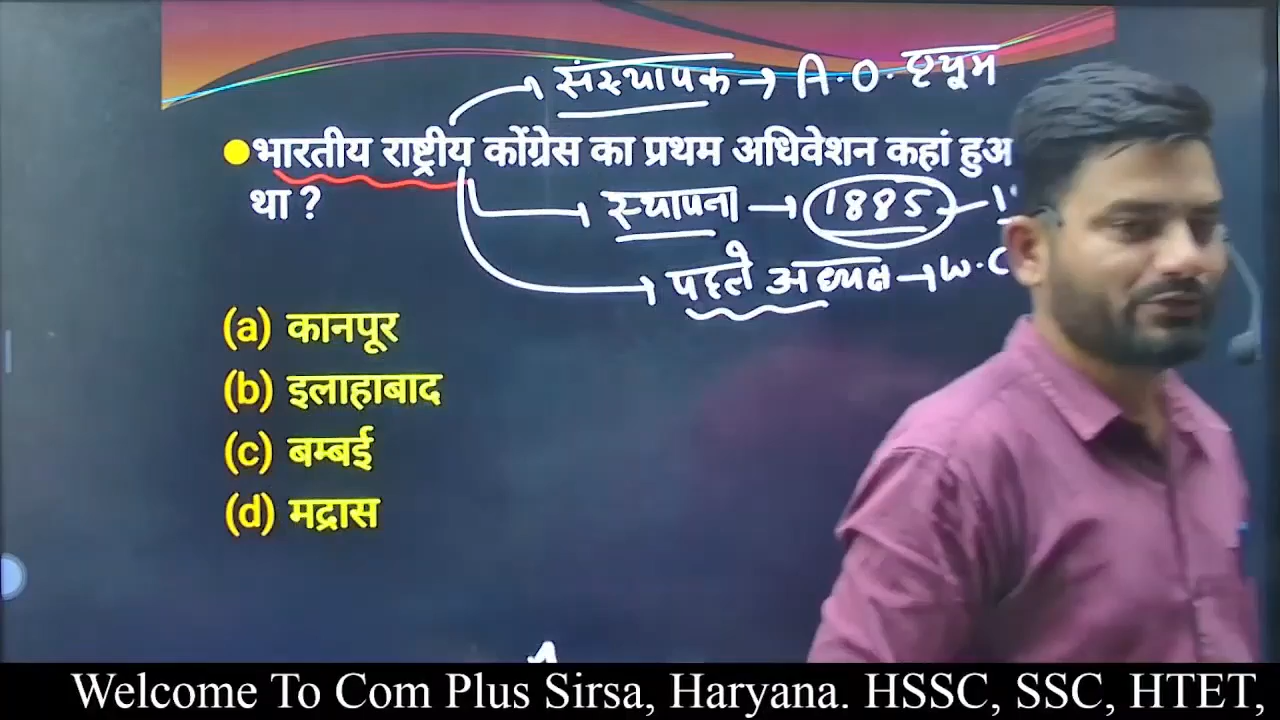 संस्थापक → A.O. ह्यूम
भारतीय राष्ट्रीय कोंग्रेस का प्रथम अधिवेशन कहां हुआ
था ?
स्थापना → 1885
पहले अध्यक्ष → W.C
(a) कानपूर
(b) इलाहाबाद
(c) बम्बई
(d) मद्रास
Welcome To Com Plus Sirsa, Haryana. HSSC, SSC, HTET,